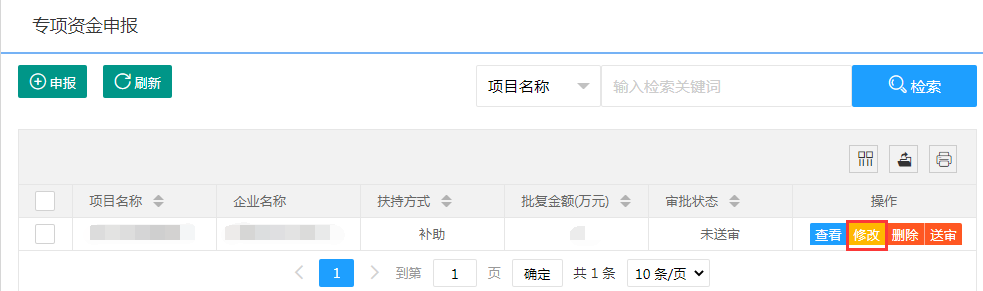 专项资金申报
申报 刷新 项目名称 输入检索关键词 检索
项目名称 企业名称 扶持方式 批复金额(万元) 审批状态 操作
补助 未送审 查看 修改 删除 送审
1 到第 1 页 确定 共 1 条 10 条/页